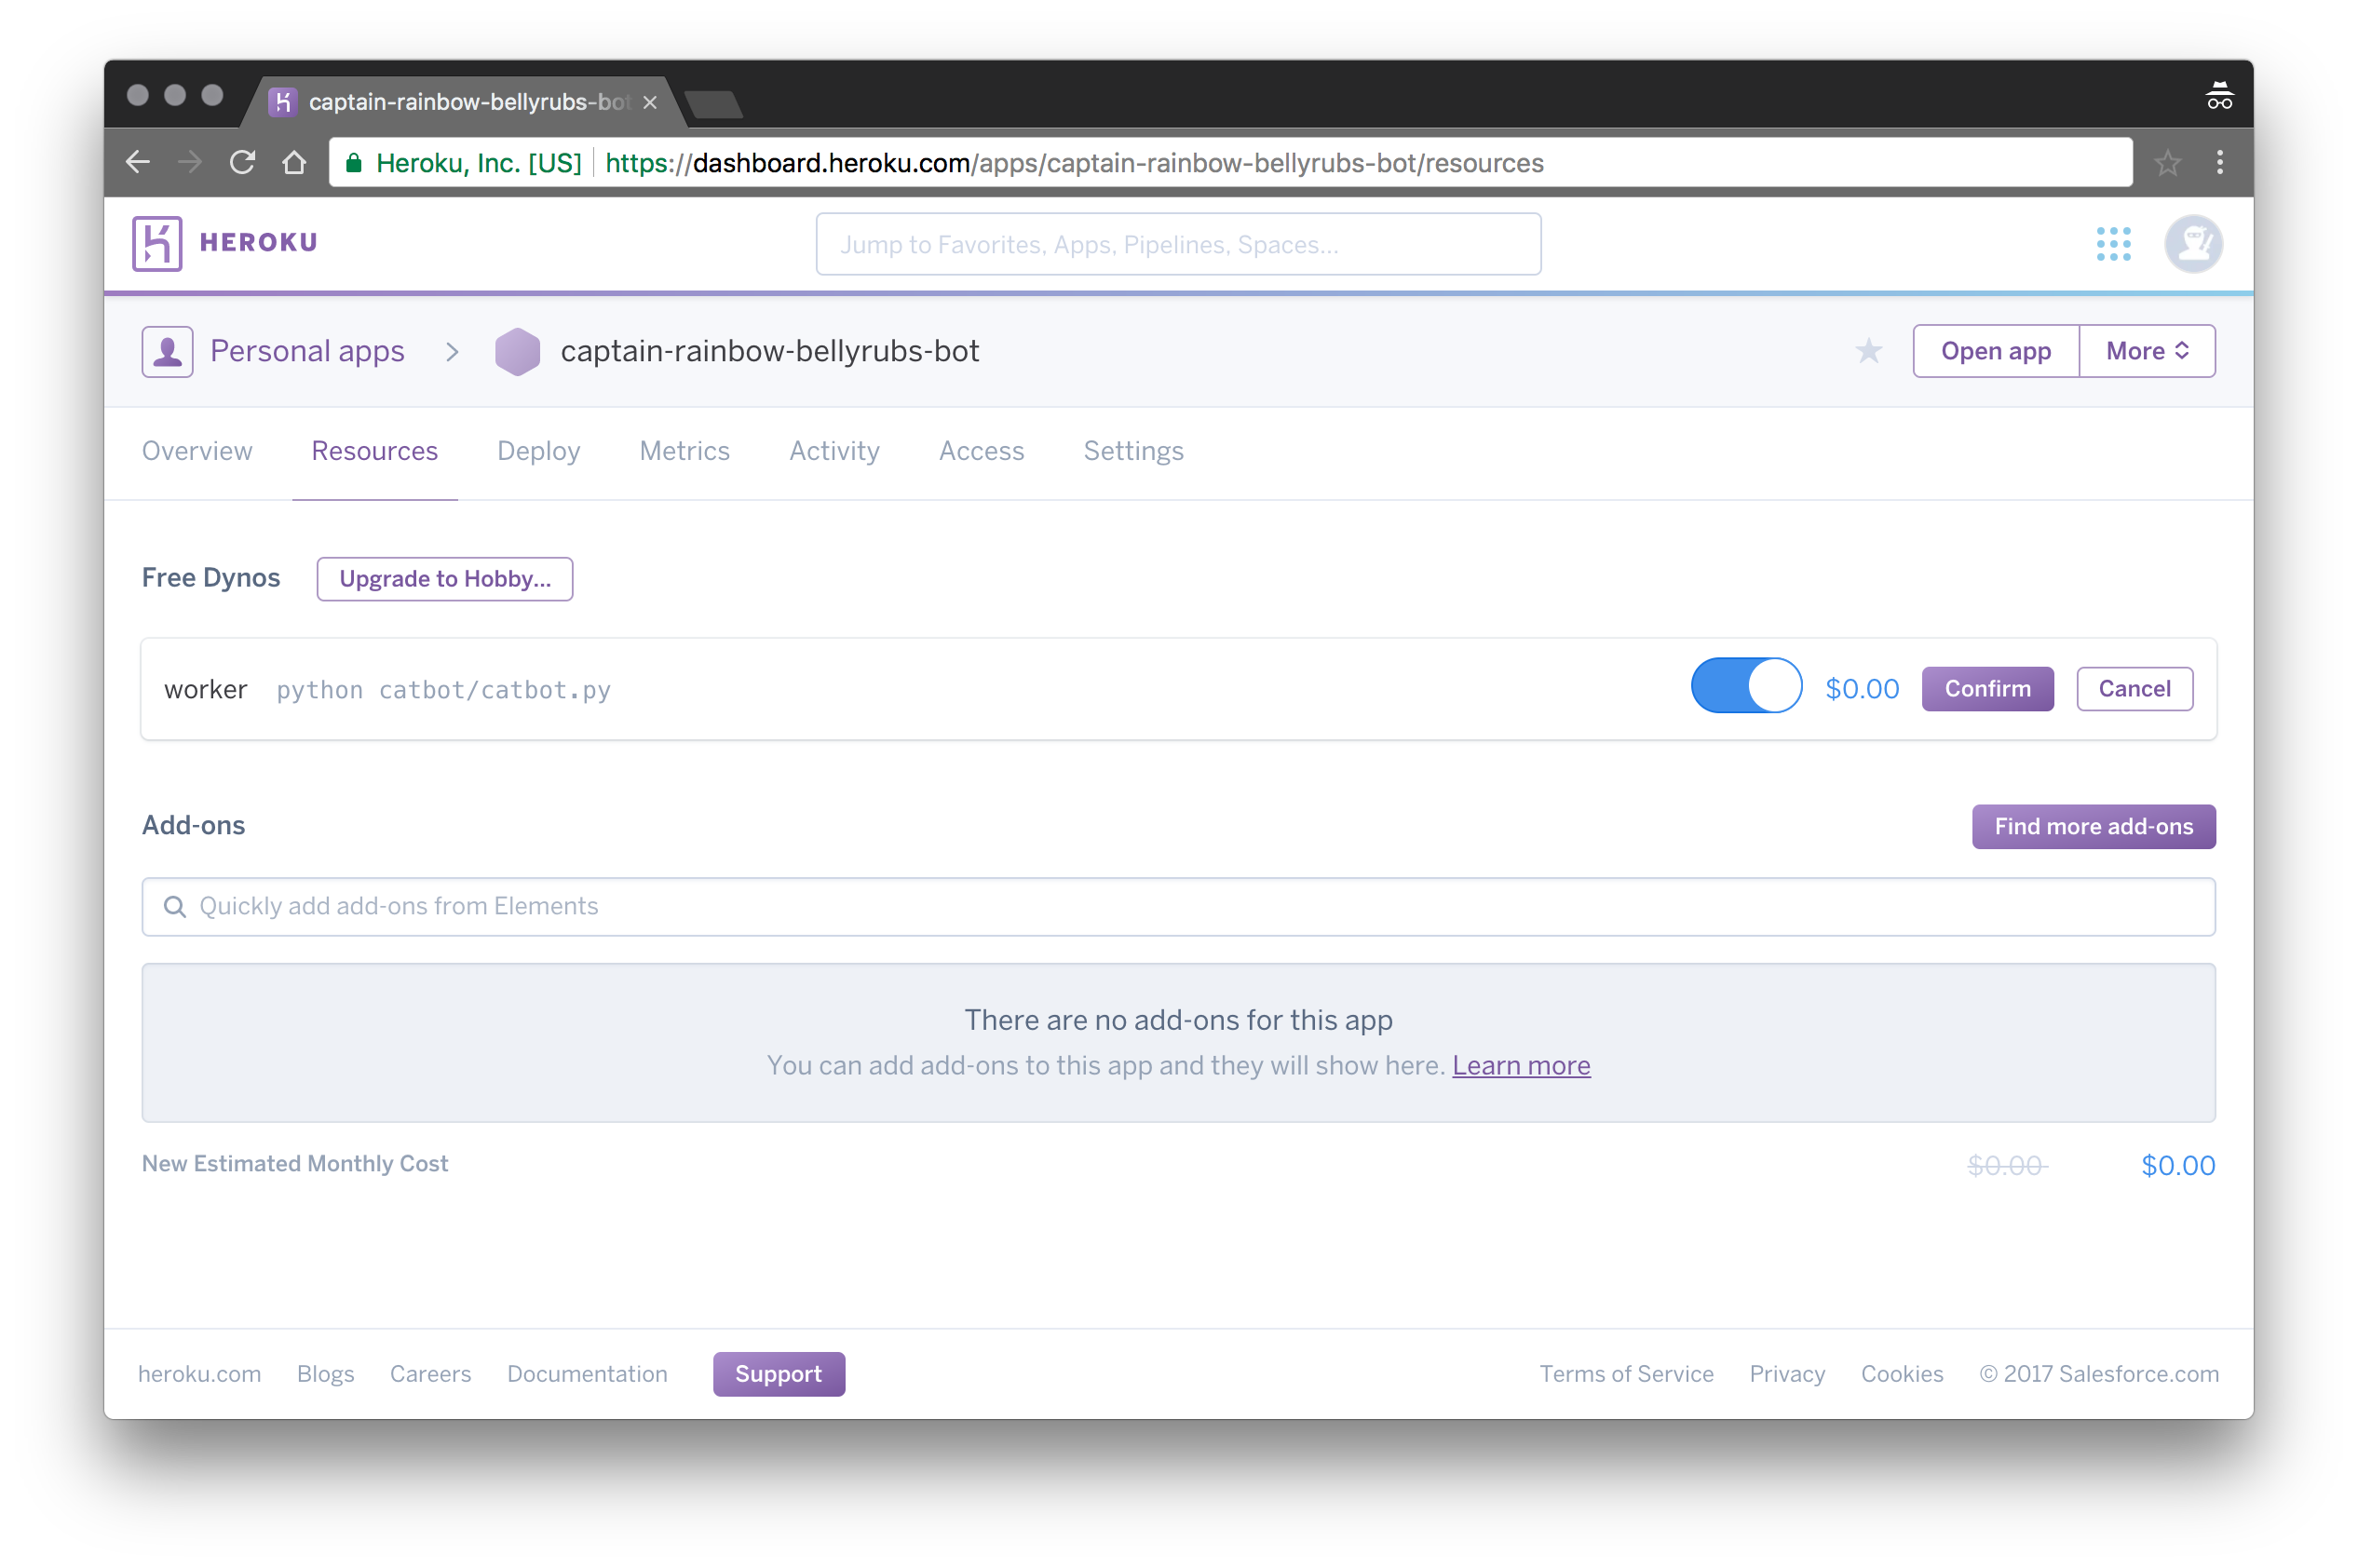 captain-rainbow-bellyrubs-bot
Heroku, Inc. [US] https://dashboard.heroku.com/apps/captain-rainbow-bellyrubs-bot/resources
HEROKU Jump to Favorites, Apps, Pipelines, Spaces...
Personal apps > captain-rainbow-bellyrubs-bot Open app More
Overview Resources Deploy Metrics Activity Access Settings
Free Dynos Upgrade to Hobby...
worker python catbot/catbot.py $0.00 Confirm Cancel
Add-ons Find more add-ons
Quickly add add-ons from Elements
There are no add-ons for this app
You can add add-ons to this app and they will show here. Learn more
New Estimated Monthly Cost $0.00 $0.00
heroku.com Blogs Careers Documentation Support Terms of Service Privacy Cookies © 2017 Salesforce.com